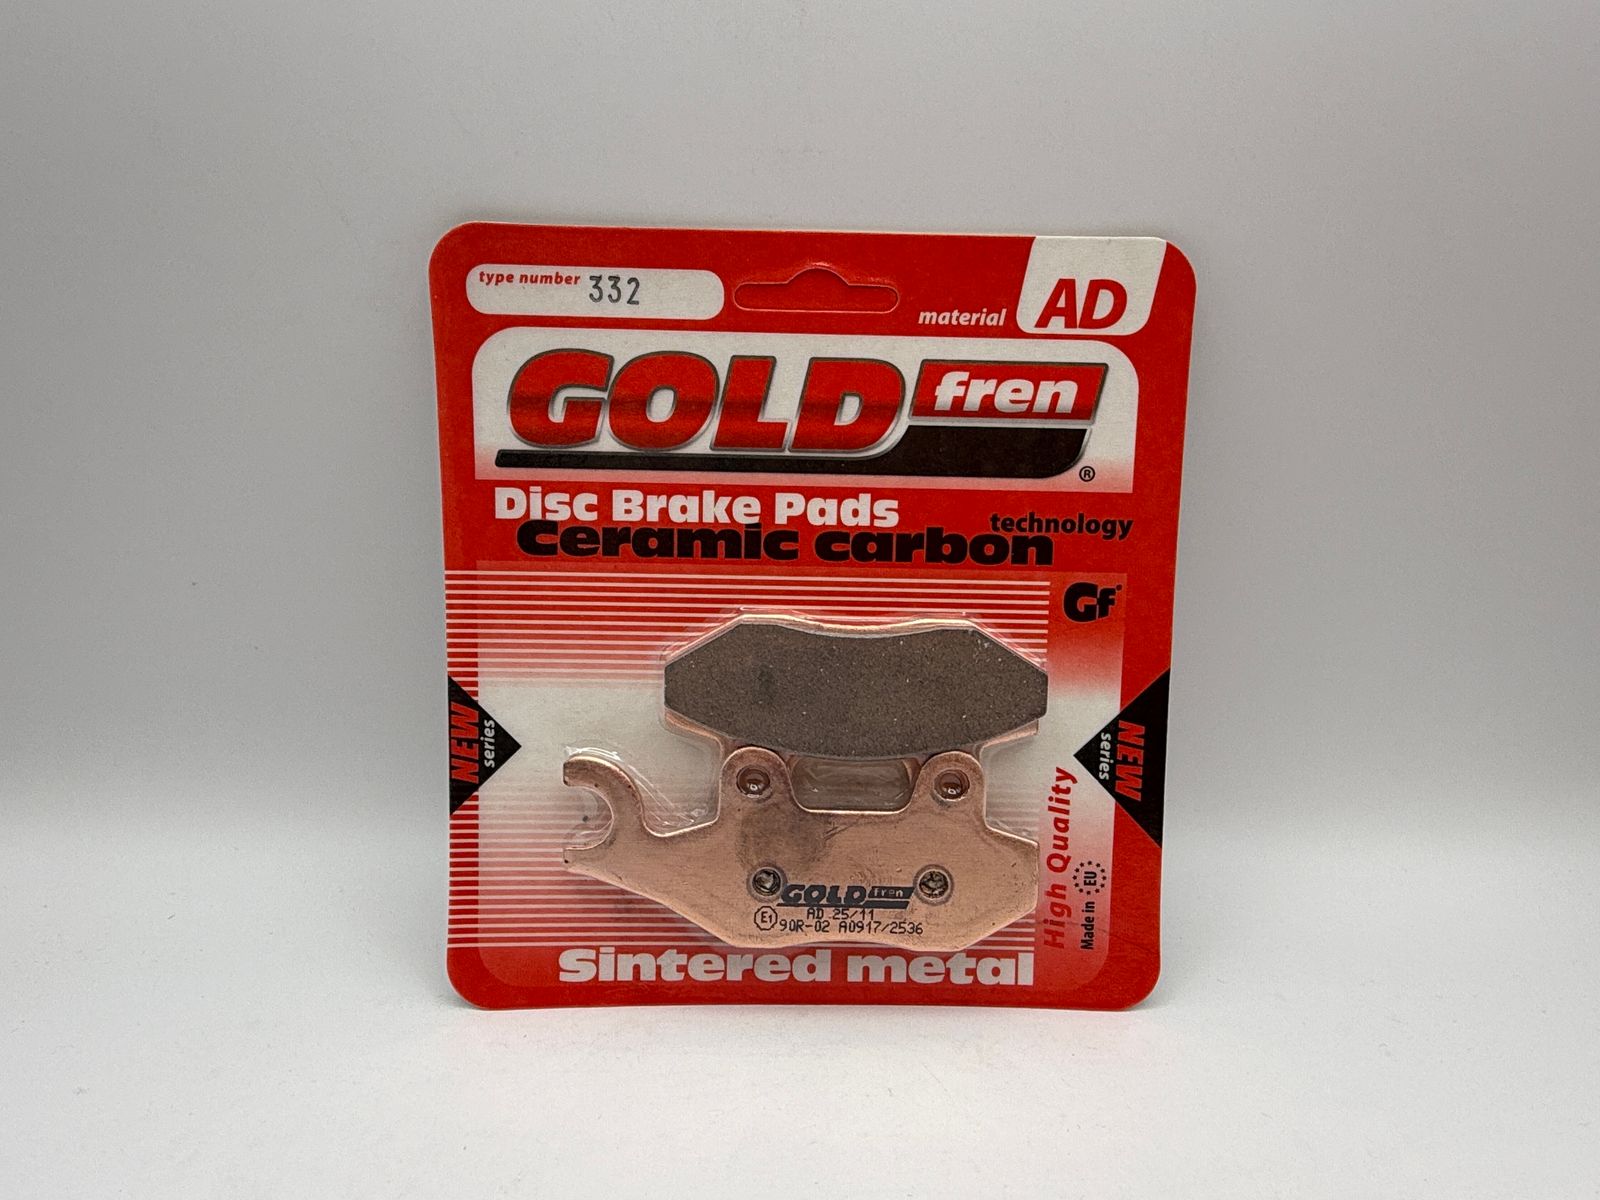 type number 332
material AD
GOLD fren ®
Disc Brake Pads
Ceramic carbon technology
Gf
NEW series
NEW series
High Quality
Made in EU
GOLD fren
AD 25/11
E1 90R-02 A0917/2536
Sintered metal